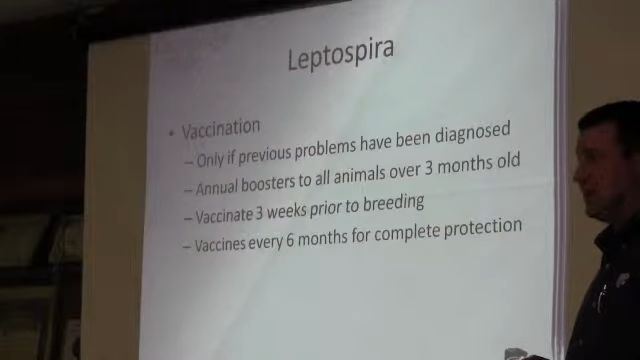 Leptospira
• Vaccination
– Only if previous problems have been diagnosed
– Annual boosters to all animals over 3 months old
– Vaccinate 3 weeks prior to breeding
– Vaccines every 6 months for complete protection